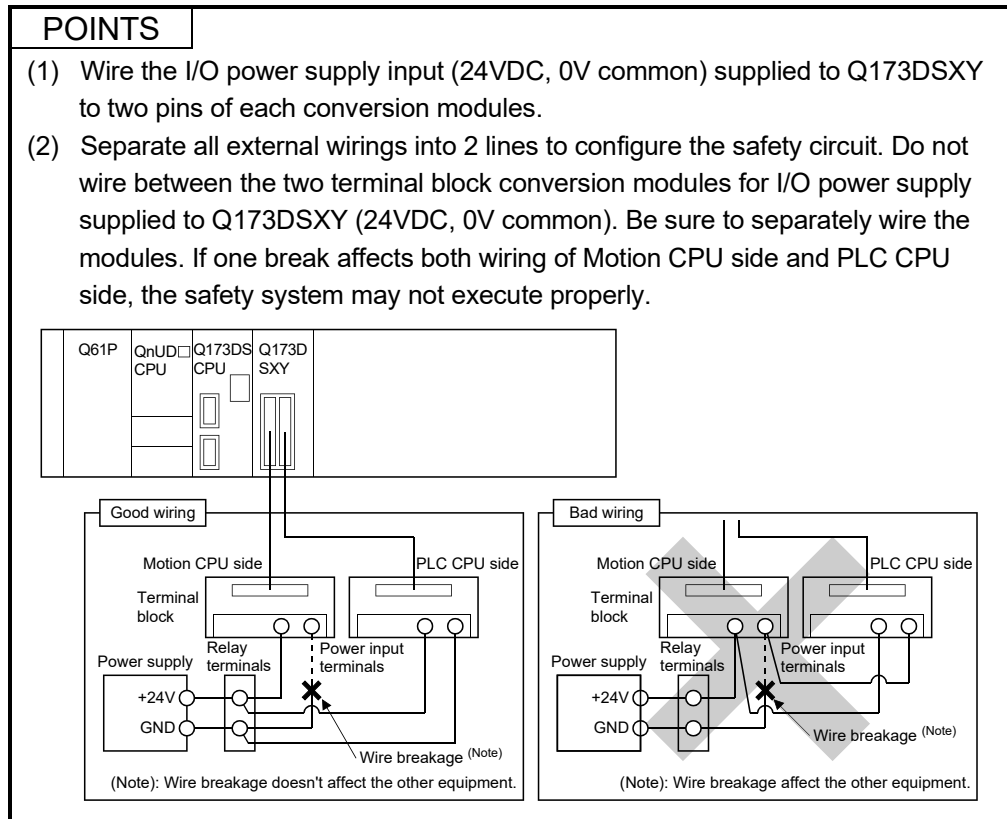 POINTS
(1) Wire the I/O power supply input (24VDC, 0V common) supplied to Q173DSXY
to two pins of each conversion modules.
(2) Separate all external wirings into 2 lines to configure the safety circuit. Do not
wire between the two terminal block conversion modules for I/O power supply
supplied to Q173DSXY (24VDC, 0V common). Be sure to separately wire the
modules. If one break affects both wiring of Motion CPU side and PLC CPU
side, the safety system may not execute properly.
Q61P
QnUD□
CPU
Q173DS
CPU
Q173D
SXY
Good wiring
Motion CPU side
PLC CPU side
Terminal
block
Relay
terminals
Power input
terminals
Power supply
+24V
GND
Wire breakage (Note)
(Note): Wire breakage doesn't affect the other equipment.
Bad wiring
Motion CPU side
PLC CPU side
Terminal
block
Relay
terminals
Power input
terminals
Power supply
+24V
GND
Wire breakage (Note)
(Note): Wire breakage affect the other equipment.